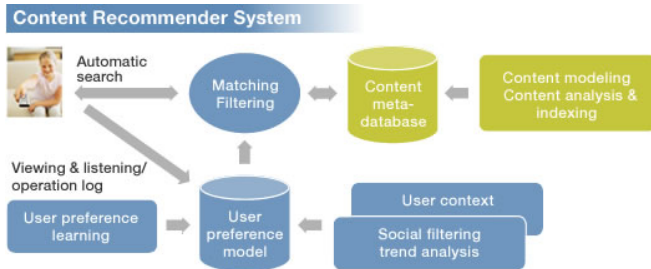 Content Recommender System
Automatic
search
Matching
Filtering
Content
meta-
database
Content modeling
Content analysis &
indexing
Viewing & listening/
operation log
User preference
learning
User
preference
model
User context
Social filtering
trend analysis